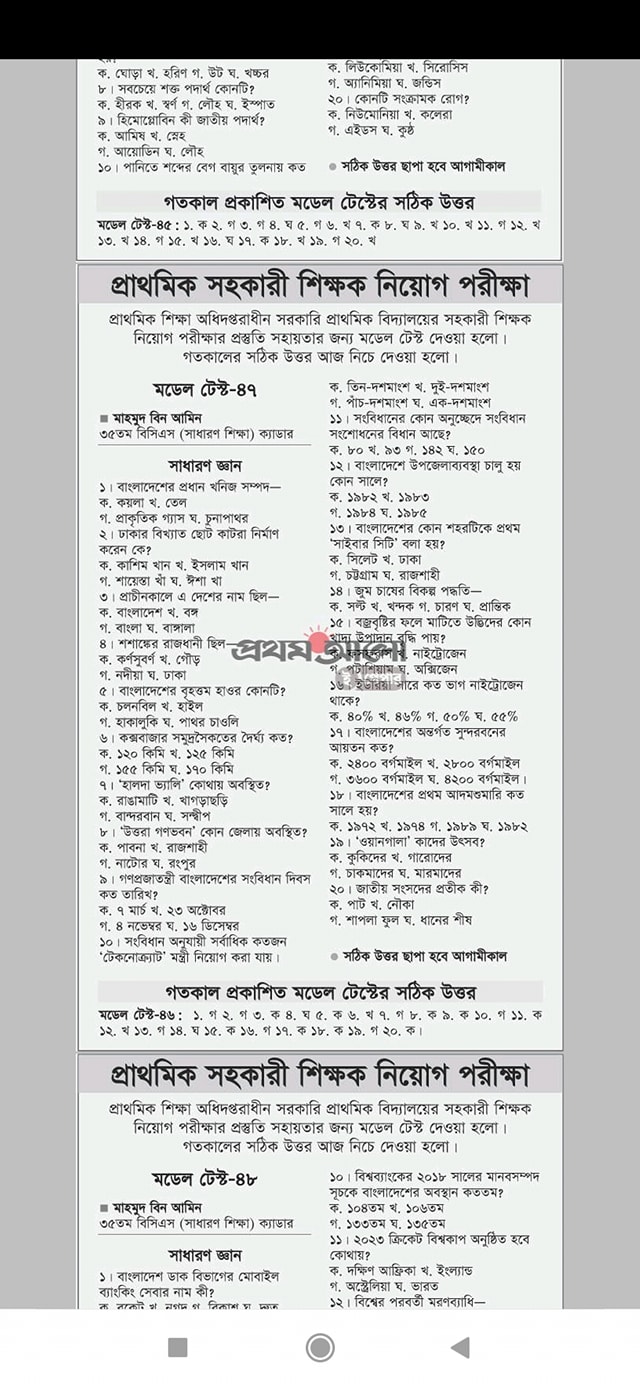 ক. ঘোড়া খ. হরিণ গ. উট ঘ. খচ্চর
৮। সবচেয়ে শক্ত পদার্থ কোনটি?
ক. হীরক খ. স্বর্ণ গ. লৌহ ঘ. ইস্পাত
৯। হিমোগ্লোবিন কী জাতীয় পদার্থ?
ক. আমিষ খ. স্নেহ
গ. আয়োডিন ঘ. লৌহ
১০। পানিতে শব্দের বেগ বায়ুর তুলনায় কত
ক. লিউকোমিয়া খ. সিরোসিস
গ. অ্যানিমিয়া ঘ. জন্ডিস
২০। কোনটি সংক্রামক রোগ?
ক. নিউমোনিয়া খ. কলেরা
গ. এইডস ঘ. কুষ্ঠ
● সঠিক উত্তর ছাপা হবে আগামীকাল
গতকাল প্রকাশিত মডেল টেস্টের সঠিক উত্তর
মডেল টেস্ট-৪৫ : ১. ক ২. গ ৩. গ ৪. ঘ ৫. গ ৬. খ ৭. ক ৮. ঘ ৯. খ ১০. খ ১১. গ ১২. খ
১৩. খ ১৪. গ ১৫. খ ১৬. ঘ ১৭. ক ১৮. খ ১৯. গ ২০. খ
প্রাথমিক সহকারী শিক্ষক নিয়োগ পরীক্ষা
প্রাথমিক শিক্ষা অধিদপ্তরাধীন সরকারি প্রাথমিক বিদ্যালয়ের সহকারী শিক্ষক
নিয়োগ পরীক্ষার প্রস্তুতি সহায়তার জন্য মডেল টেস্ট দেওয়া হলো।
গতকালের সঠিক উত্তর আজ নিচে দেওয়া হলো।
মডেল টেস্ট-৪৭
■ মাহমুদ বিন আমিন
৩৫তম বিসিএস (সাধারণ শিক্ষা) ক্যাডার
সাধারণ জ্ঞান
১। বাংলাদেশের প্রধান খনিজ সম্পদ—
ক. কয়লা খ. তেল
গ. প্রাকৃতিক গ্যাস ঘ. চুনাপাথর
২। ঢাকার বিখ্যাত ছোট কাটরা নির্মাণ
করেন কে?
ক. কাশিম খান খ. ইসলাম খান
গ. শায়েস্তা খাঁ ঘ. ঈশা খা
৩। প্রাচীনকালে এ দেশের নাম ছিল—
ক. বাংলাদেশ খ. বঙ্গ
গ. বাংলা ঘ. বাঙ্গালা
৪। শশাঙ্কের রাজধানী ছিল—
ক. কর্ণসুবর্ণ খ. গৌড়
গ. নদীয়া ঘ. ঢাকা
৫। বাংলাদেশের বৃহত্তম হাওর কোনটি?
ক. চলনবিল খ. হাইল
গ. হাকালুকি ঘ. পাথর চাওলি
৬। কক্সবাজার সমুদ্রসৈকতের দৈর্ঘ্য কত?
ক. ১২০ কিমি খ. ১২৫ কিমি
গ. ১৫৫ কিমি ঘ. ১৭০ কিমি
৭। ‘হালদা ভ্যালি’ কোথায় অবস্থিত?
ক. রাঙামাটি খ. খাগড়াছড়ি
গ. বান্দরবান ঘ. সন্দ্বীপ
৮। ‘উত্তরা গণভবন’ কোন জেলায় অবস্থিত?
ক. পাবনা খ. রাজশাহী
গ. নাটোর ঘ. রংপুর
৯। গণপ্রজাতন্ত্রী বাংলাদেশের সংবিধান দিবস
কত তারিখ?
ক. ৭ মার্চ খ. ২৩ অক্টোবর
গ. ৪ নভেম্বর ঘ. ১৬ ডিসেম্বর
১০। সংবিধান অনুযায়ী সর্বাধিক কতজন
‘টেকনোক্র্যাট’ মন্ত্রী নিয়োগ করা যায়।
ক. তিন-দশমাংশ খ. দুই-দশমাংশ
গ. পাঁচ-দশমাংশ ঘ. এক-দশমাংশ
১১। সংবিধানের কোন অনুচ্ছেদে সংবিধান
সংশোধনের বিধান আছে?
ক. ৮০ খ. ৯৩ গ. ১৪২ ঘ. ১৫০
১২। বাংলাদেশে উপজেলাব্যবস্থা চালু হয়
কোন সালে?
ক. ১৯৮২ খ. ১৯৮৩
গ. ১৯৮৪ ঘ. ১৯৮৫
১৩। বাংলাদেশের কোন শহরটিকে প্রথম
‘সাইবার সিটি’ বলা হয়?
ক. সিলেট খ. ঢাকা
গ. চট্টগ্রাম ঘ. রাজশাহী
১৪। জুম চাষের বিকল্প পদ্ধতি—
ক. সল্ট খ. খন্দক গ. চারণ ঘ. প্রান্তিক
১৫। বজ্রবৃষ্টির ফলে মাটিতে উদ্ভিদের কোন
খাদ্য উপাদান বৃদ্ধি পায়?
ক. ফসফরাস খ. নাইট্রোজেন
গ. পটাশিয়াম ঘ. অক্সিজেন
১৬। ইউরিয়া সারে কত ভাগ নাইট্রোজেন
থাকে?
ক. ৪০% খ. ৪৬% গ. ৫০% ঘ. ৫৫%
১৭। বাংলাদেশের অন্তর্গত সুন্দরবনের
আয়তন কত?
ক. ২৪০০ বর্গমাইল খ. ২৮০০ বর্গমাইল
গ. ৩৬০০ বর্গমাইল ঘ. ৪২০০ বর্গমাইল।
১৮। বাংলাদেশের প্রথম আদমশুমারি কত
সালে হয়?
ক. ১৯৭২ খ. ১৯৭৪ গ. ১৯৮৯ ঘ. ১৯৮২
১৯। ‘ওয়ানগালা’ কাদের উৎসব?
ক. কুকিদের খ. গারোদের
গ. চাকমাদের ঘ. মারমাদের
২০। জাতীয় সংসদের প্রতীক কী?
ক. পাট খ. নৌকা
গ. শাপলা ফুল ঘ. ধানের শীষ
● সঠিক উত্তর ছাপা হবে আগামীকাল
প্রথম আলো
গতকাল প্রকাশিত মডেল টেস্টের সঠিক উত্তর
মডেল টেস্ট-৪৬ : ১. গ ২. গ ৩. ক ৪. ঘ ৫. ক ৬. খ ৭. গ ৮. ক ৯. ক ১০. গ ১১. ক
১২. খ ১৩. গ ১৪. ঘ ১৫. ক ১৬. গ ১৭. ক ১৮. ক ১৯. গ ২০. ক।
প্রাথমিক সহকারী শিক্ষক নিয়োগ পরীক্ষা
প্রাথমিক শিক্ষা অধিদপ্তরাধীন সরকারি প্রাথমিক বিদ্যালয়ের সহকারী শিক্ষক
নিয়োগ পরীক্ষার প্রস্তুতি সহায়তার জন্য মডেল টেস্ট দেওয়া হলো।
গতকালের সঠিক উত্তর আজ নিচে দেওয়া হলো।
মডেল টেস্ট-৪৮
■ মাহমুদ বিন আমিন
৩৫তম বিসিএস (সাধারণ শিক্ষা) ক্যাডার
সাধারণ জ্ঞান
১। বাংলাদেশ ডাক বিভাগের মোবাইল
ব্যাংকিং সেবার নাম কী?
ক. রকেট খ. নগদ গ. বিকাশ ঘ.
১০। বিশ্বব্যাংকের ২০১৮ সালের মানবসম্পদ
সূচকে বাংলাদেশের অবস্থান কততম?
ক. ১০৪তম খ. ১০৬তম
গ. ১৩৩তম ঘ. ১৩৫তম
১১। ২০২৩ ক্রিকেট বিশ্বকাপ অনুষ্ঠিত হবে
কোথায়?
ক. দক্ষিণ আফ্রিকা খ. ইংল্যান্ড
গ. অস্ট্রেলিয়া ঘ. ভারত
১২। বিশ্বের পরবর্তী মরণব্যাধি—